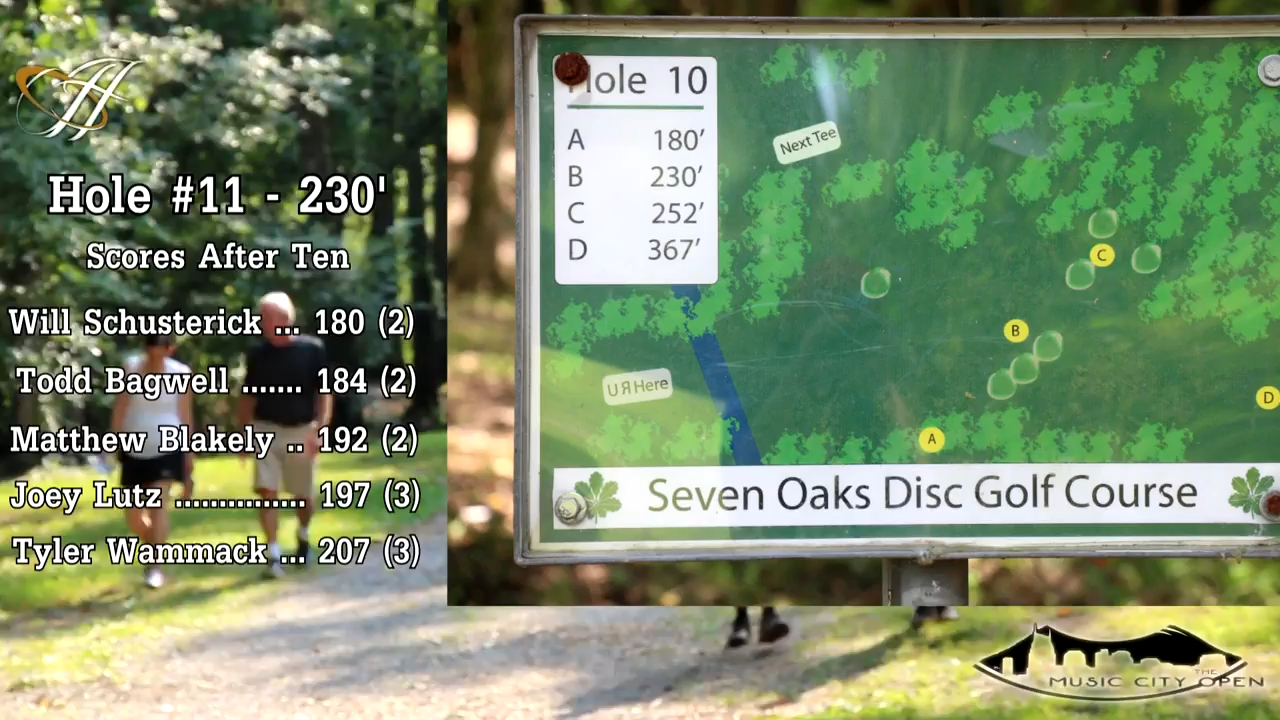 Hole #11 - 230'
Scores After Ten
Will Schusterick ... 180 (2)
Todd Bagwell ....... 184 (2)
Matthew Blakely .. 192 (2)
Joey Lutz ............... 197 (3)
Tyler Wammack ... 207 (3)
Hole 10
A 180'
B 230'
C 252'
D 367'
Next Tee
C
B
U Я Here
D
A
Seven Oaks Disc Golf Course
THE
MUSIC CITY OPEN